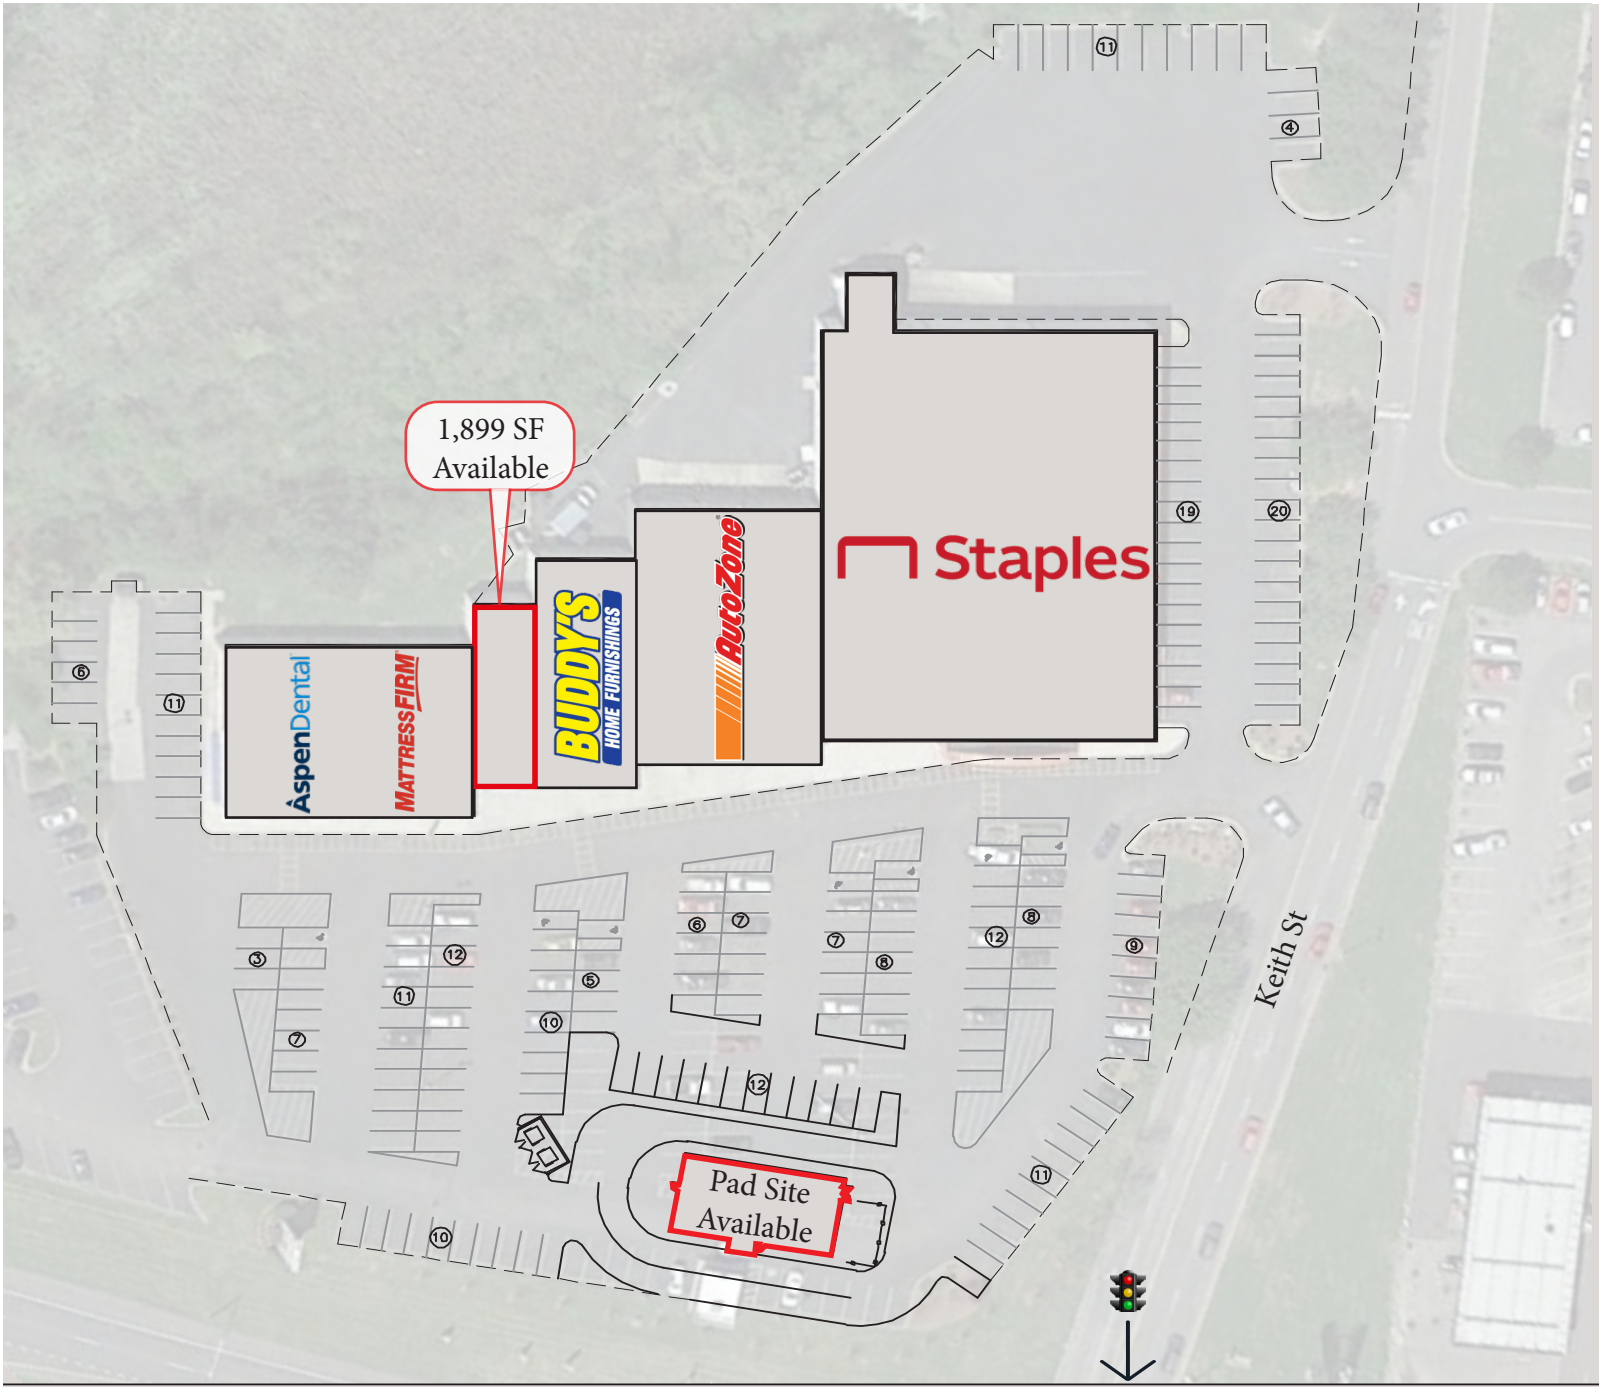 11
4
1,899 SF
Available
19
20
Staples
AutoZone
BUDDY'S
HOME FURNISHINGS
AspenDental
MATTRESSFIRM
6
11
3
7
11
12
5
10
6
7
7
8
12
8
9
Keith St
12
11
10
Pad Site
Available